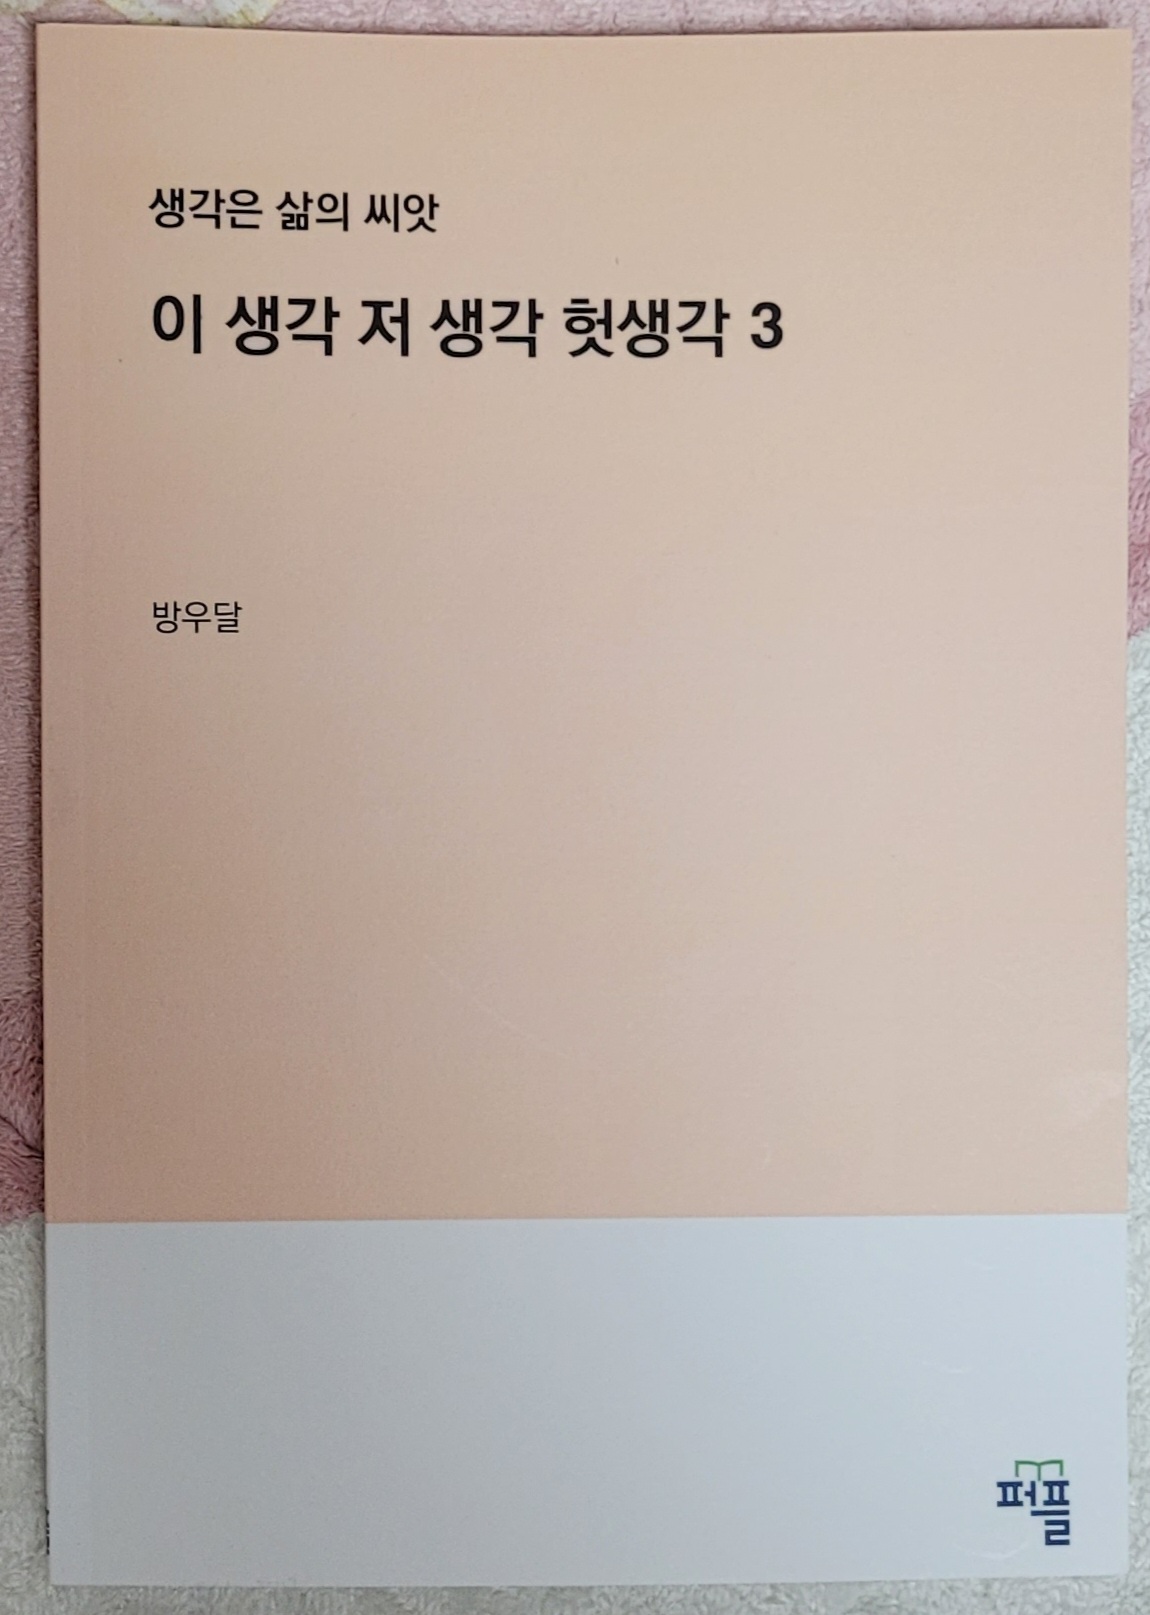 생각은 삶의 씨앗
이 생각 저 생각 헛생각 3
방우달
퍼플